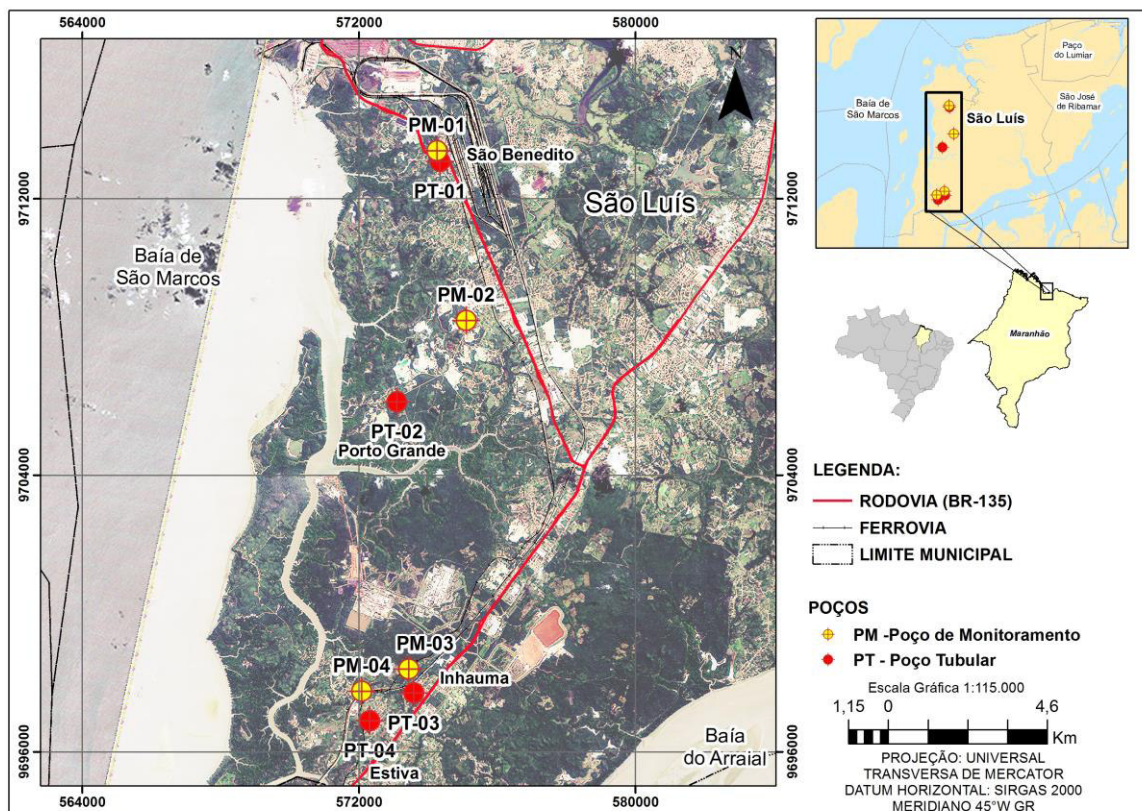 564000
572000
580000
N
PM-01
São Benedito
PT-01
São Luís
Baía de
São Marcos
PM-02
PT-02
Porto Grande
PM-03
PM-04
Inhauma
PT-03
PT-04
Estiva
Baía
do Arraial
9712000
9704000
9696000
9712000
9704000
9696000
564000
572000
580000
Paço
do Lumiar
Baía de
São Marcos
São José
de Ribamar
São Luís
Maranhão
LEGENDA:
RODOVIA (BR-135)
FERROVIA
LIMITE MUNICIPAL
POÇOS
PM -Poço de Monitoramento
PT - Poço Tubular
Escala Gráfica 1:115.000
1,15 0 4,6
Km
PROJEÇÃO: UNIVERSAL
TRANSVERSA DE MERCATOR
DATUM HORIZONTAL: SIRGAS 2000
MERIDIANO 45°W GR